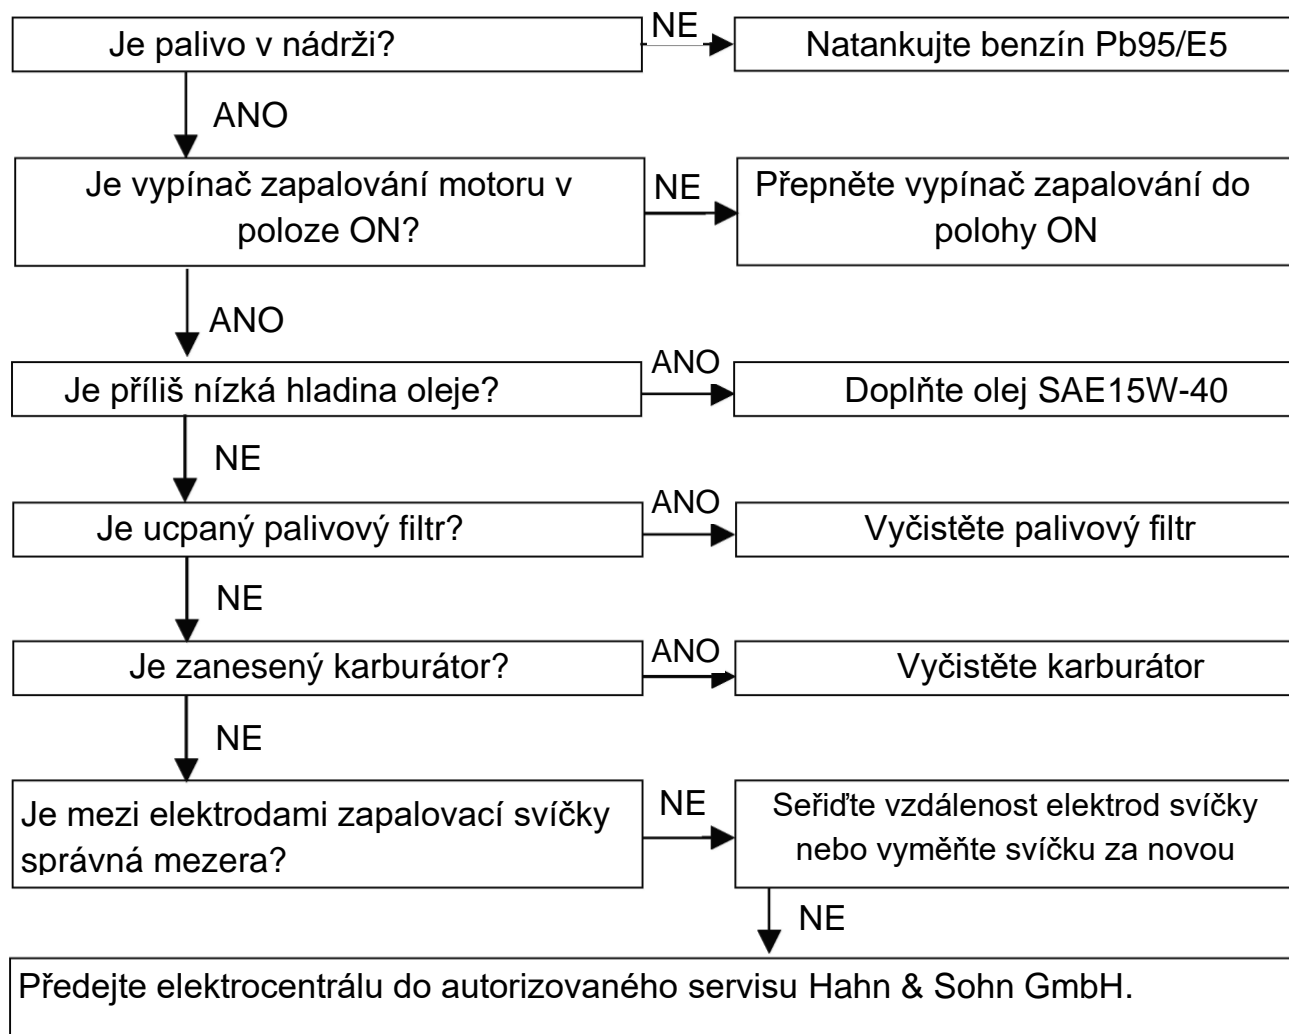 Je palivo v nádrži?
NE
Natankujte benzín Pb95/E5
ANO
Je vypínač zapalování motoru v
poloze ON?
NE
Přepněte vypínač zapalování do
polohy ON
ANO
Je příliš nízká hladina oleje?
ANO
Doplňte olej SAE15W-40
NE
Je ucpaný palivový filtr?
ANO
Vyčistěte palivový filtr
NE
Je zanesený karburátor?
ANO
Vyčistěte karburátor
NE
Je mezi elektrodami zapalovací svíčky
správná mezera?
NE
Seřiďte vzdálenost elektrod svíčky
nebo vyměňte svíčku za novou
NE
Předejte elektrocentrálu do autorizovaného servisu Hahn & Sohn GmbH.